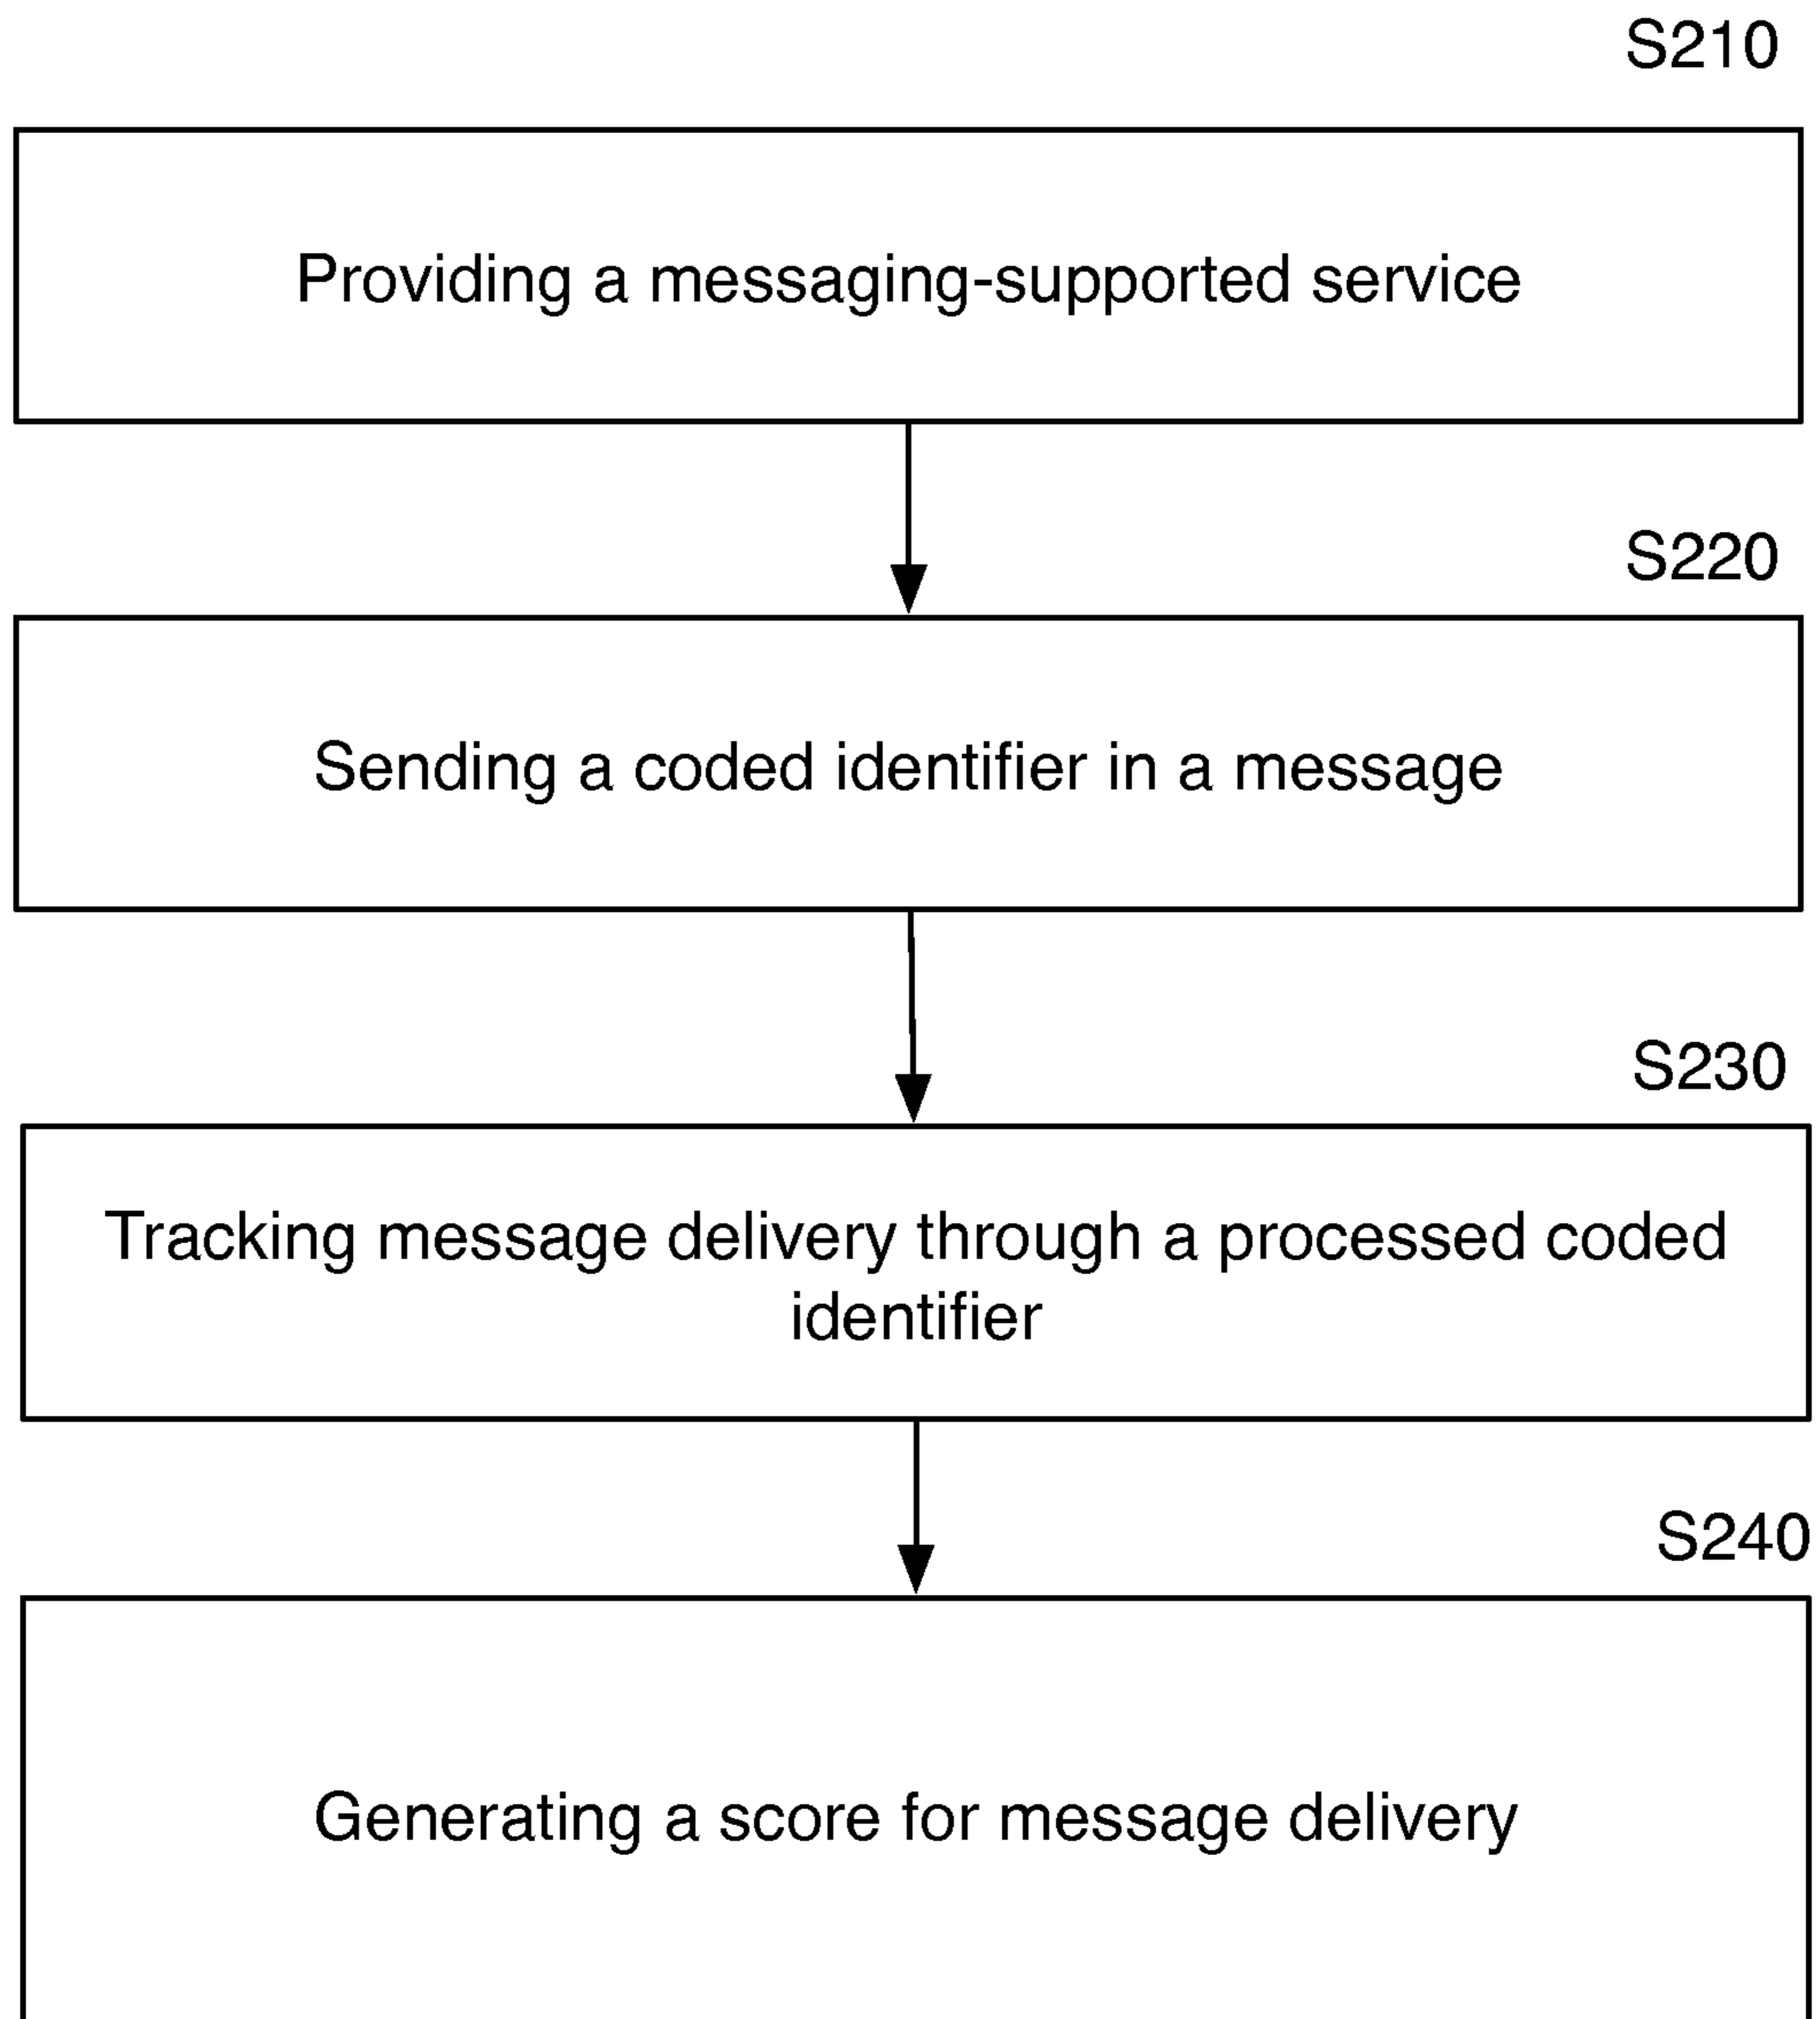 S210
Providing a messaging-supported service
S220
Sending a coded identifier in a message
S230
Tracking message delivery through a processed coded
identifier
S240
Generating a score for message delivery